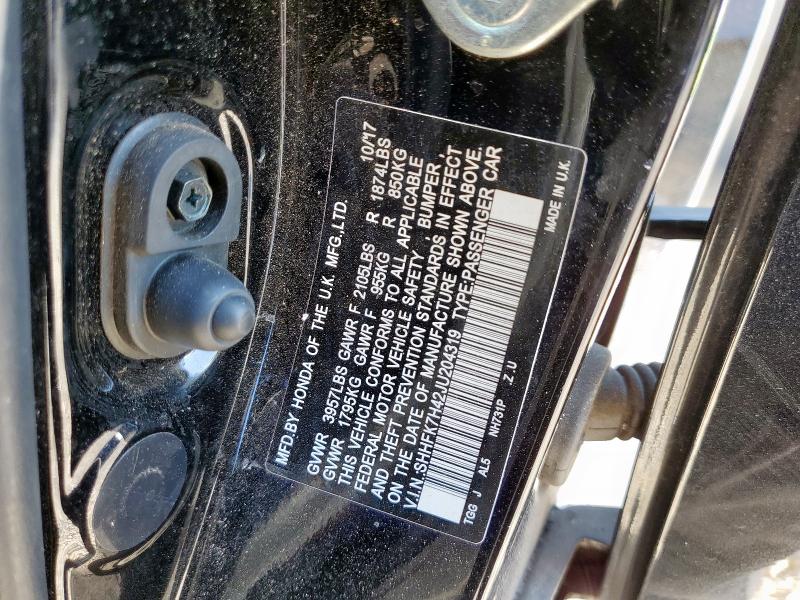 MFD.BY HONDA OF THE U.K. MFG.,LTD. 10/17
GVWR 3957LBS GAWR F 2105LBS R 1874LBS
GVWR 1795KG GAWR F 955KG R 850KG
THIS VEHICLE CONFORMS TO ALL APPLICABLE
FEDERAL MOTOR VEHICLE SAFETY, BUMPER,
AND THEFT PREVENTION STANDARDS IN EFFECT
ON THE DATE OF MANUFACTURE SHOWN ABOVE.
V.I.N.:SHHFK7H42JU204319 TYPE:PASSENGER CAR
TGG J AL5 NH731P Z.U MADE IN U.K.